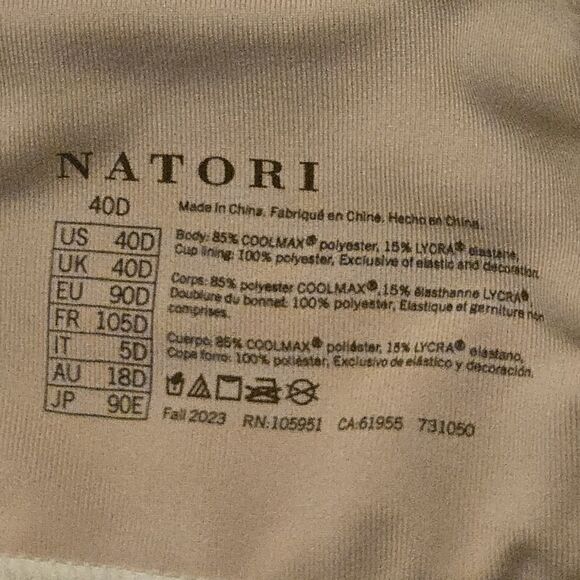 NATORI
40D
US 40D
UK 40D
EU 90D
FR 105D
IT 5D
AU 18D
JP 90E
Made in China. Fabriqué en Chine. Hecho en China.
Body: 85% COOLMAX® polyester, 15% LYCRA® elastane,
Cup lining: 100% polyester, Exclusive of elastic and decoration.
Corps: 85% polyester COOLMAX®, 15% élasthanne LYCRA®,
Doublure du bonnet: 100% polyester, Elastique et garniture non
comprises.
Cuerpo: 85% COOLMAX® poliéster, 15% LYCRA® elastano,
Copa forro: 100% poliéster, Exclusivo de elástico y decoración.
Fall 2023 RN:105951 CA:61955 731050